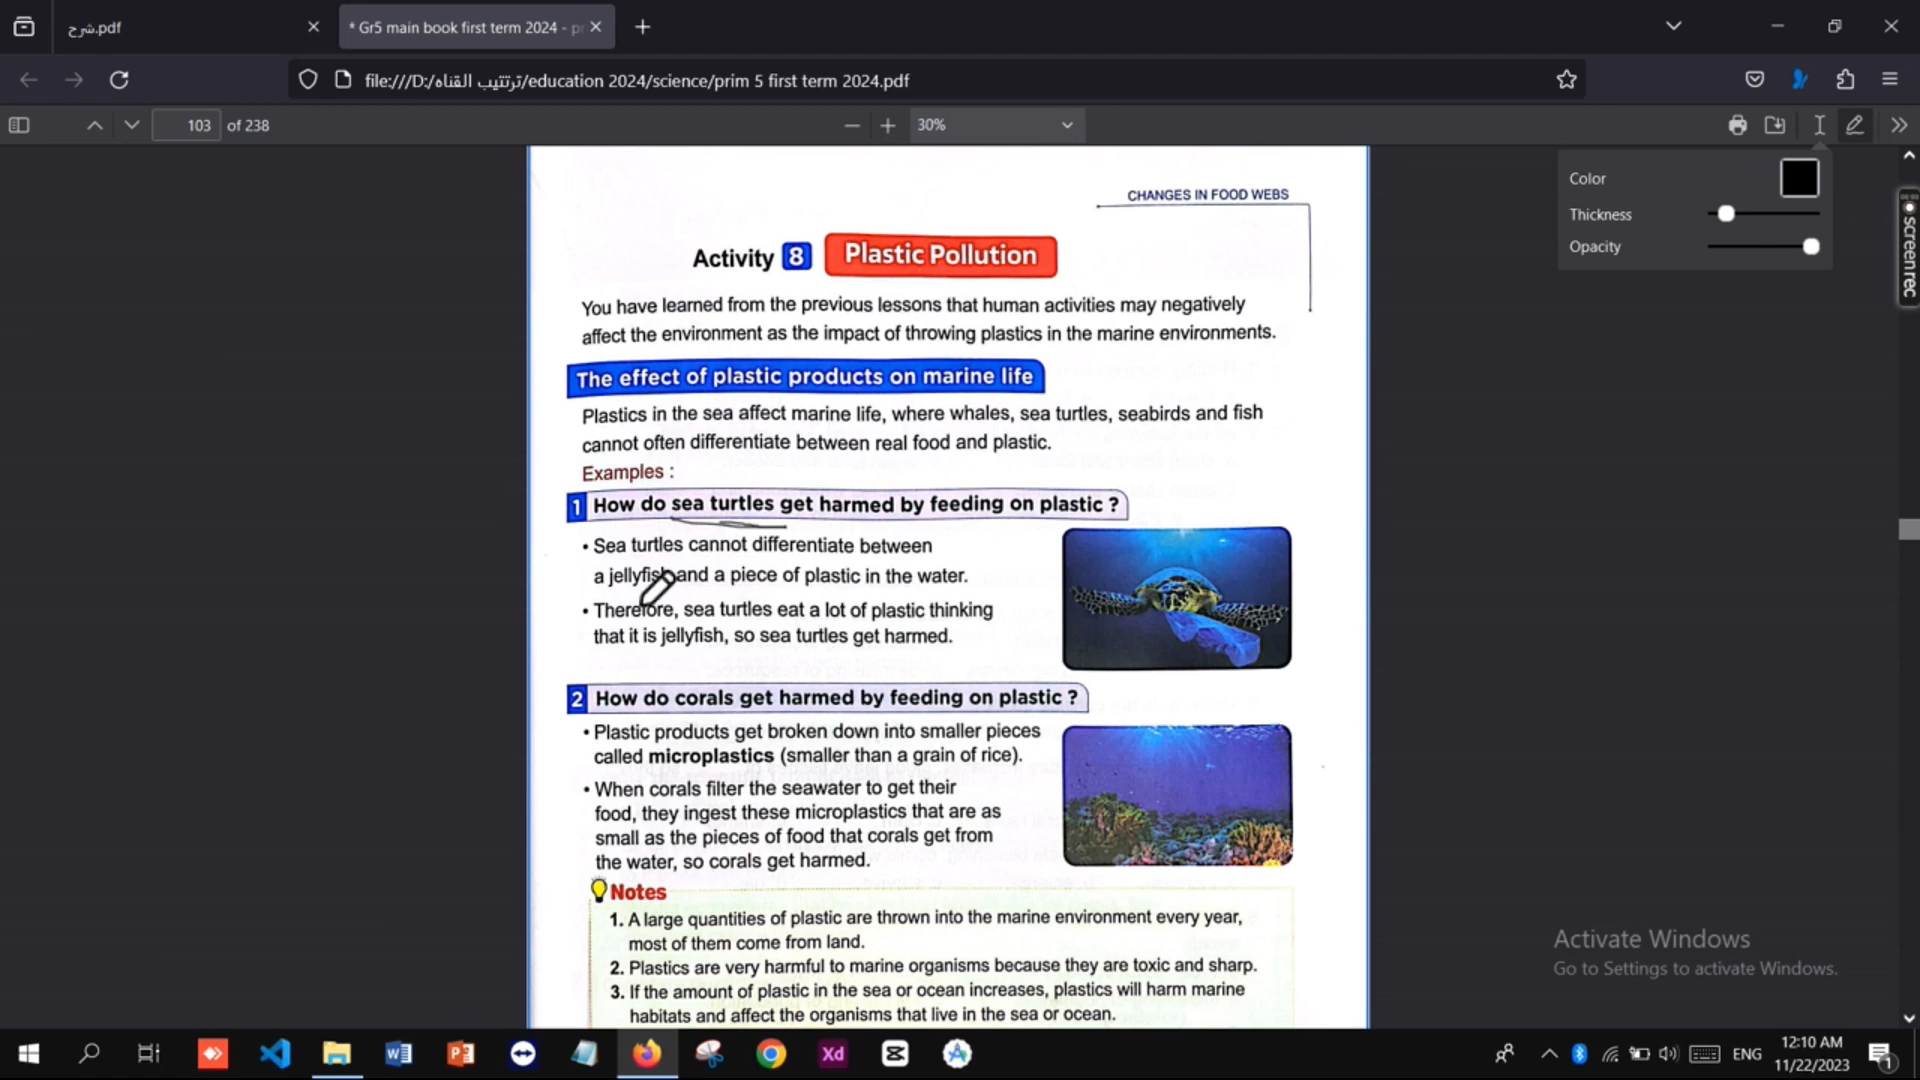 شرح.pdf
* Gr5 main book first term 2024 - pr
file:///D:/ترتتيب القناه/education 2024/science/prim 5 first term 2024.pdf
103 of 238
30%
Color
Thickness
Opacity
screenrec
CHANGES IN FOOD WEBS
Activity 8 Plastic Pollution
You have learned from the previous lessons that human activities may negatively
affect the environment as the impact of throwing plastics in the marine environments.
The effect of plastic products on marine life
Plastics in the sea affect marine life, where whales, sea turtles, seabirds and fish
cannot often differentiate between real food and plastic.
Examples :
1 How do sea turtles get harmed by feeding on plastic ?
• Sea turtles cannot differentiate between
a jellyfish and a piece of plastic in the water.
• Therefore, sea turtles eat a lot of plastic thinking
that it is jellyfish, so sea turtles get harmed.
2 How do corals get harmed by feeding on plastic ?
• Plastic products get broken down into smaller pieces
called microplastics (smaller than a grain of rice).
• When corals filter the seawater to get their
food, they ingest these microplastics that are as
small as the pieces of food that corals get from
the water, so corals get harmed.
Notes
1. A large quantities of plastic are thrown into the marine environment every year,
most of them come from land.
2. Plastics are very harmful to marine organisms because they are toxic and sharp.
3. If the amount of plastic in the sea or ocean increases, plastics will harm marine
habitats and affect the organisms that live in the sea or ocean.
Activate Windows
Go to Settings to activate Windows.
Xd
ENG
12:10 AM
11/22/2023
1